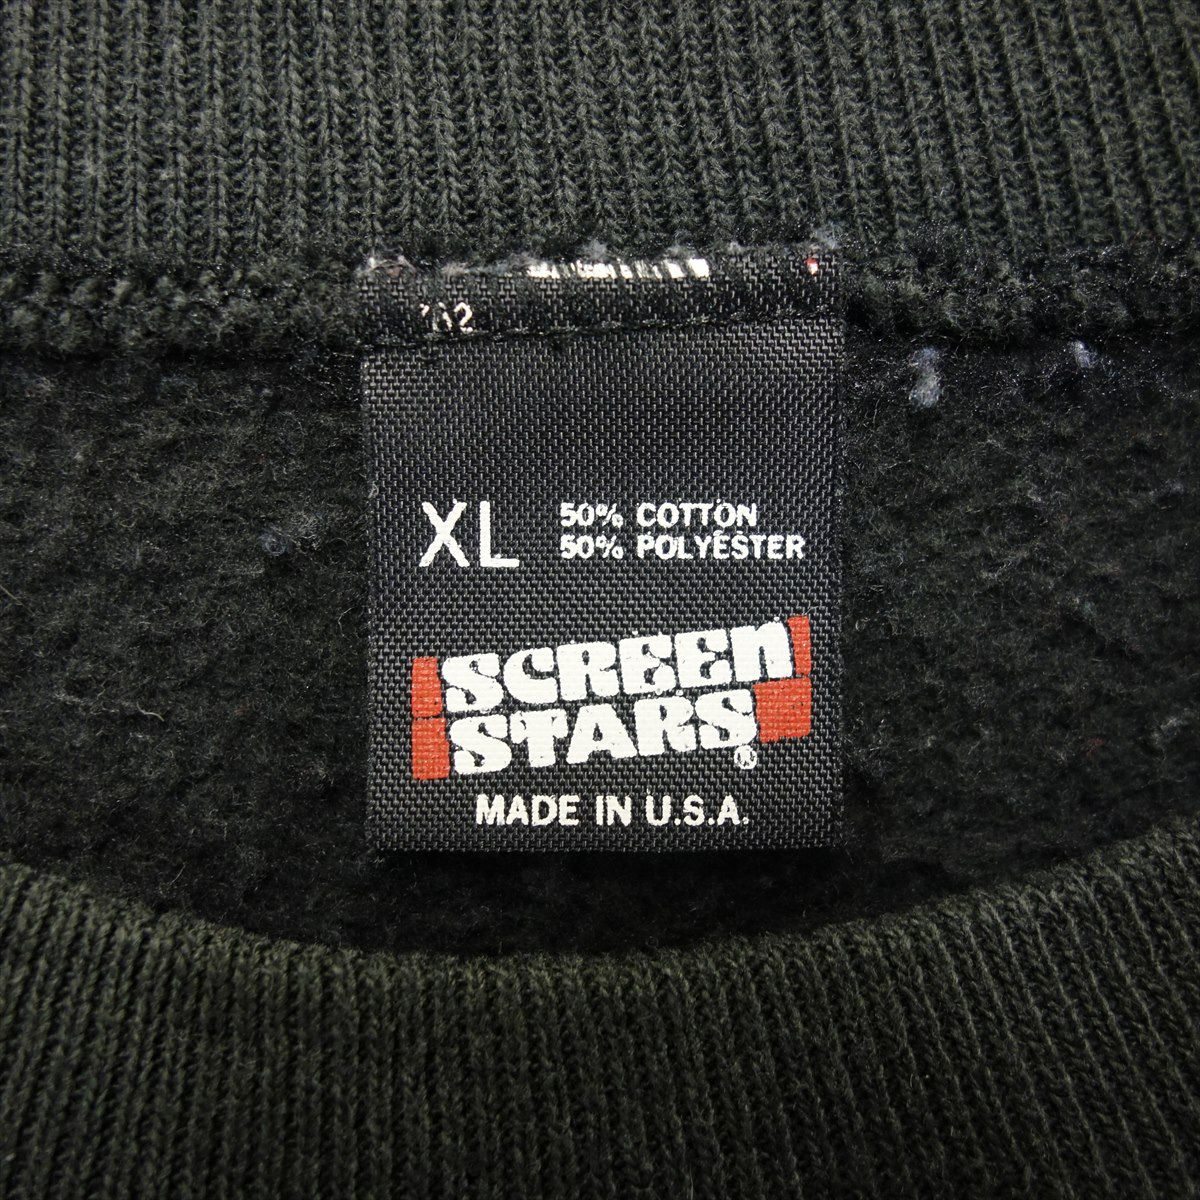 XL
50% COTTON
50% POLYESTER
SCREEN
STARS®
MADE IN U.S.A.